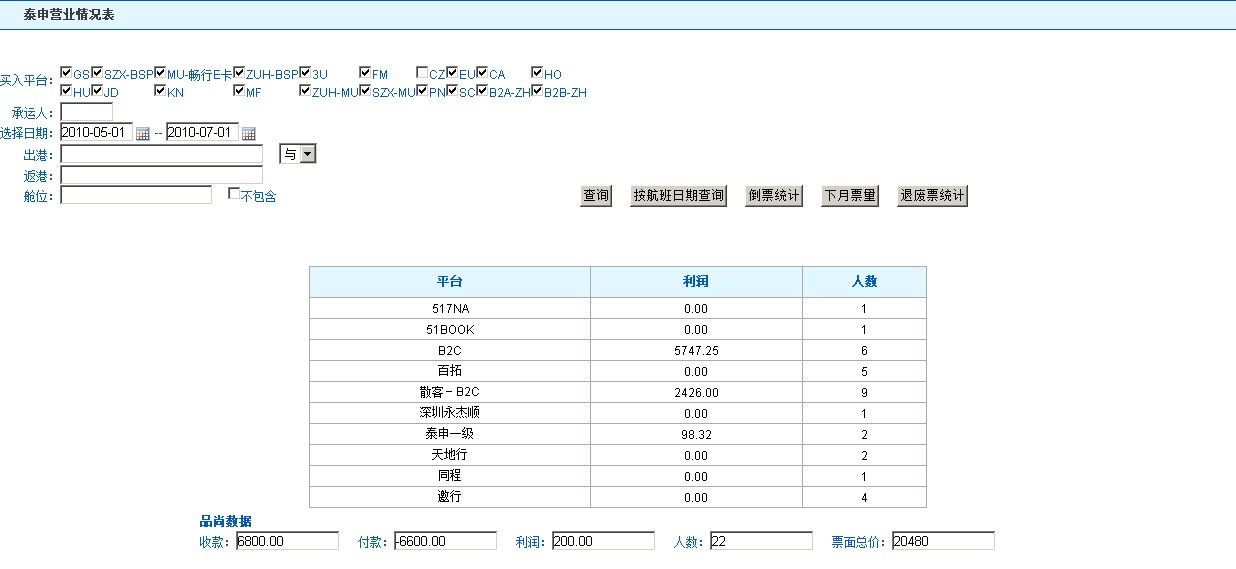 泰申营业情况表
买入平台: GS SZX-BSP MU-畅行E卡 ZUH-BSP 3U FM CZ EU CA HO
HU JD KN MF ZUH-MU SZX-MU PN SC B2A-ZH B2B-ZH
承运人:
选择日期: 2010-05-01 -- 2010-07-01
出港: 与
返港:
舱位: 不包含 查询 按航班日期查询 倒票统计 下月票量 退废票统计
平台 利润 人数
517NA 0.00 1
51BOOK 0.00 1
B2C 5747.25 6
百拓 0.00 5
散客－B2C 2426.00 9
深圳永杰顺 0.00 1
泰申一级 98.32 2
天地行 0.00 2
同程 0.00 1
邀行 0.00 4
品尚数据
收款: 6800.00 付款: -6600.00 利润: 200.00 人数: 22 票面总价: 20480